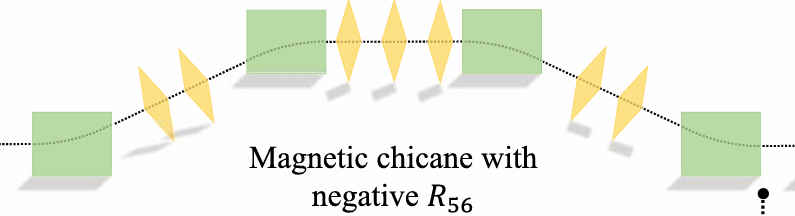 Magnetic chicane with
negative R₅₆